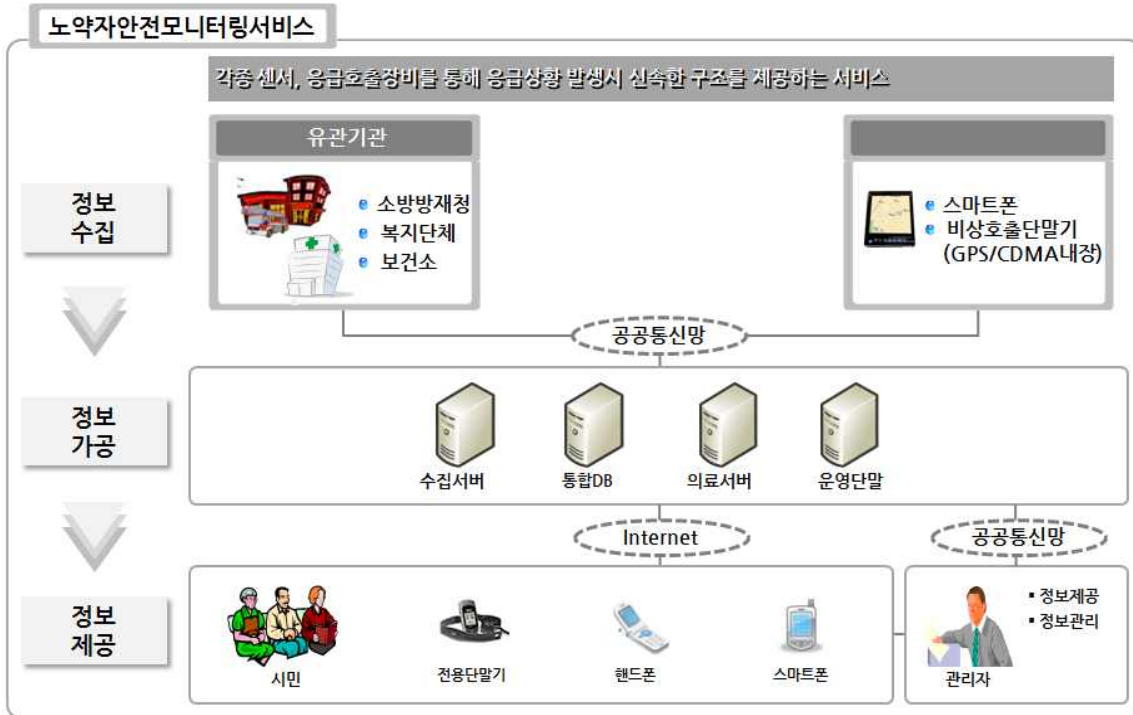 노약자안전모니터링서비스
각종 센서, 응급호출장비를 통해 응급상황 발생시 신속한 구조를 제공하는 서비스
유관기관
정보
수집
소방방재청
복지단체
보건소
스마트폰
비상호출단말기
(GPS/CDMA내장)
공공통신망
정보
가공
수집서버
통합DB
의료서버
운영단말
Internet
공공통신망
정보
제공
시민
전용단말기
핸드폰
스마트폰
▪ 정보제공
▪ 정보관리
관리자